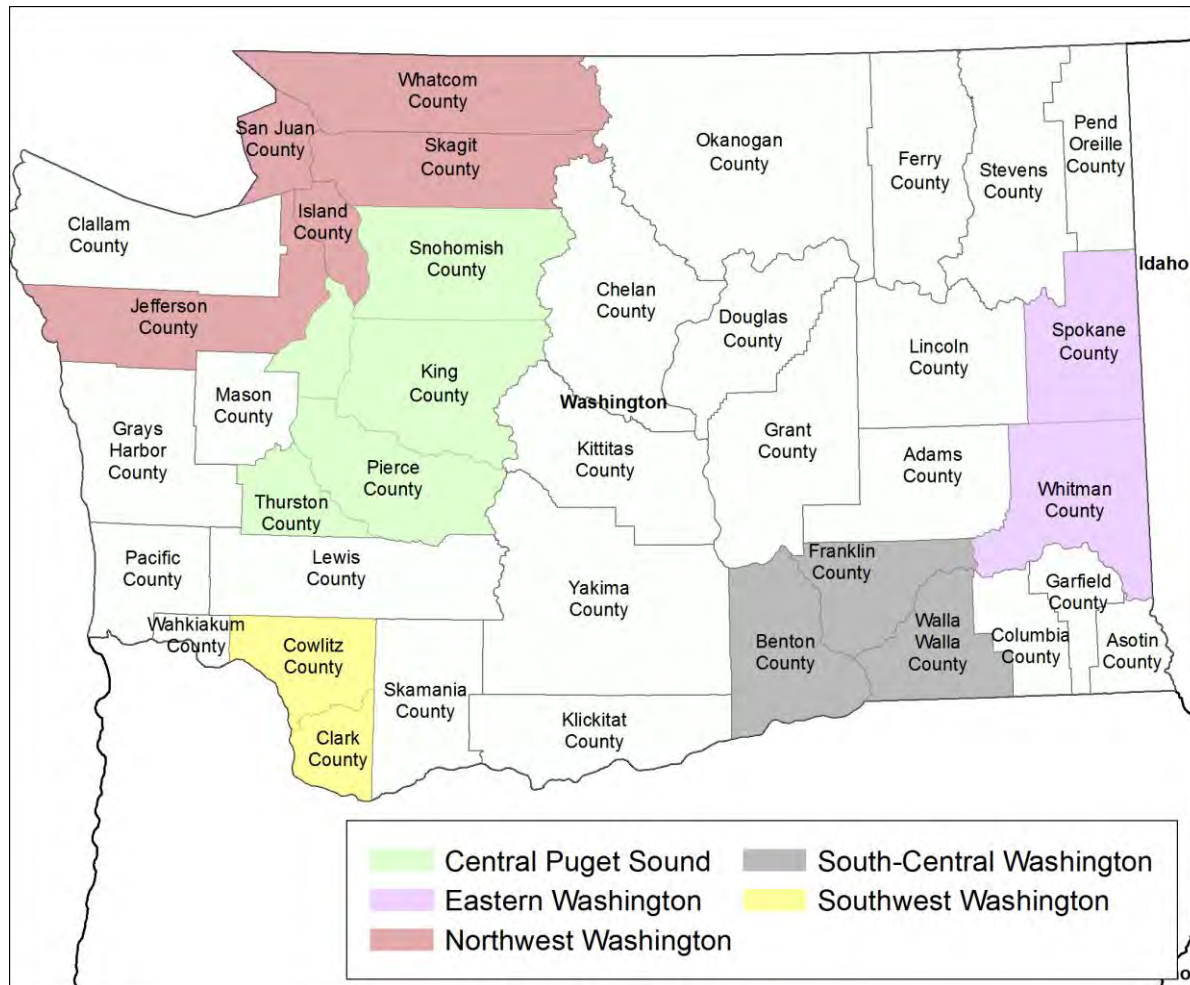 Whatcom
County
San Juan
County
Skagit
County
Okanogan
County
Ferry
County
Stevens
County
Pend
Oreille
County
Clallam
County
Island
County
Snohomish
County
Idaho
Chelan
County
Jefferson
County
Douglas
County
Spokane
County
Lincoln
County
King
County
Mason
County
Washington
Grays
Harbor
County
Kittitas
County
Grant
County
Adams
County
Pierce
County
Whitman
County
Thurston
County
Pacific
County
Lewis
County
Franklin
County
Yakima
County
Garfield
County
Wahkiakum
County
Cowlitz
County
Benton
County
Walla
Walla
County
Columbia
County
Asotin
County
Skamania
County
Klickitat
County
Clark
County
Central Puget Sound
Eastern Washington
Northwest Washington
South-Central Washington
Southwest Washington